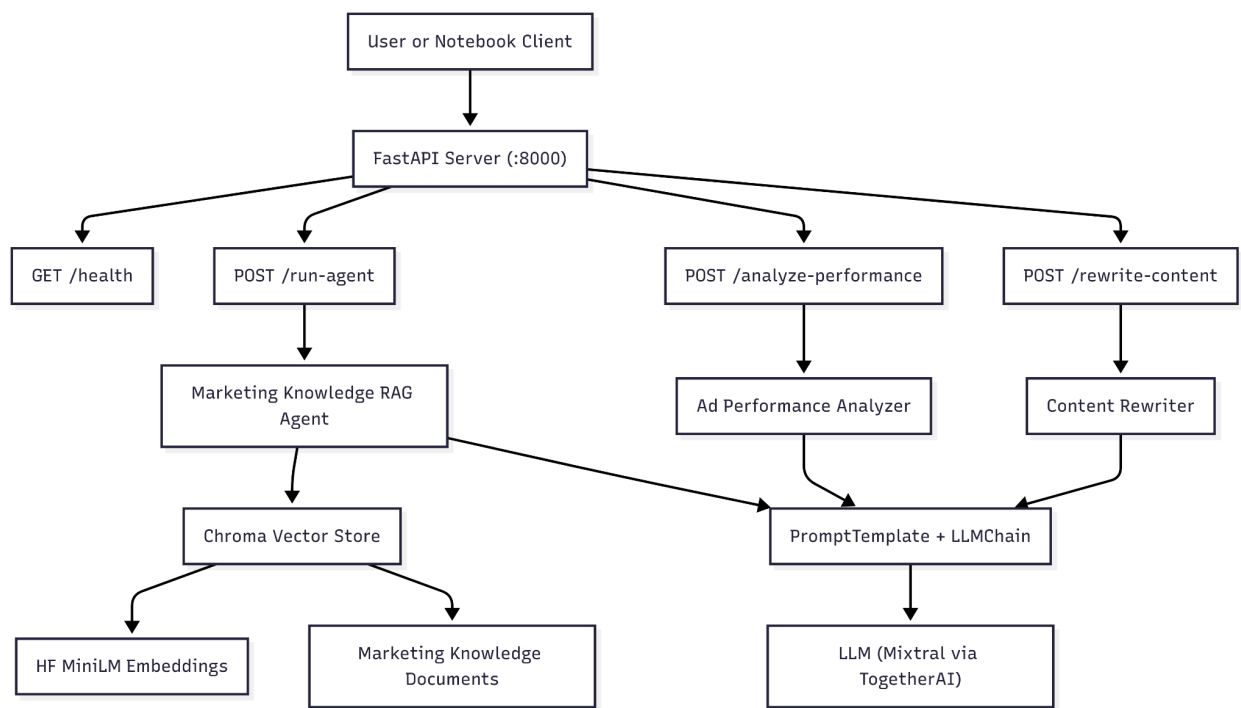 User or Notebook Client
FastAPI Server (:8000)
GET /health
POST /run-agent
POST /analyze-performance
POST /rewrite-content
Marketing Knowledge RAG
Agent
Ad Performance Analyzer
Content Rewriter
Chroma Vector Store
PromptTemplate + LLMChain
HF MiniLM Embeddings
Marketing Knowledge
Documents
LLM (Mixtral via
TogetherAI)